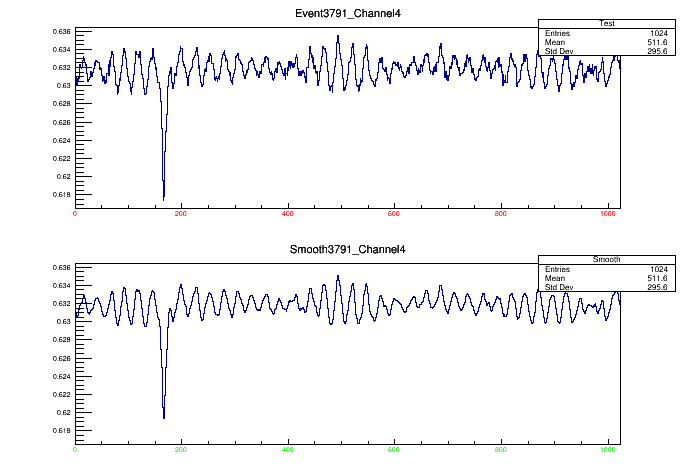 Event3791_Channel4
Test
Entries 1024
Mean 511.6
Std Dev 295.6
0.636
0.634
0.632
0.63
0.628
0.626
0.624
0.622
0.62
0.618
0 200 400 600 800 1000
Smooth3791_Channel4
Smooth
Entries 1024
Mean 511.6
Std Dev 295.6
0.636
0.634
0.632
0.63
0.628
0.626
0.624
0.622
0.62
0.618
0 200 400 600 800 1000